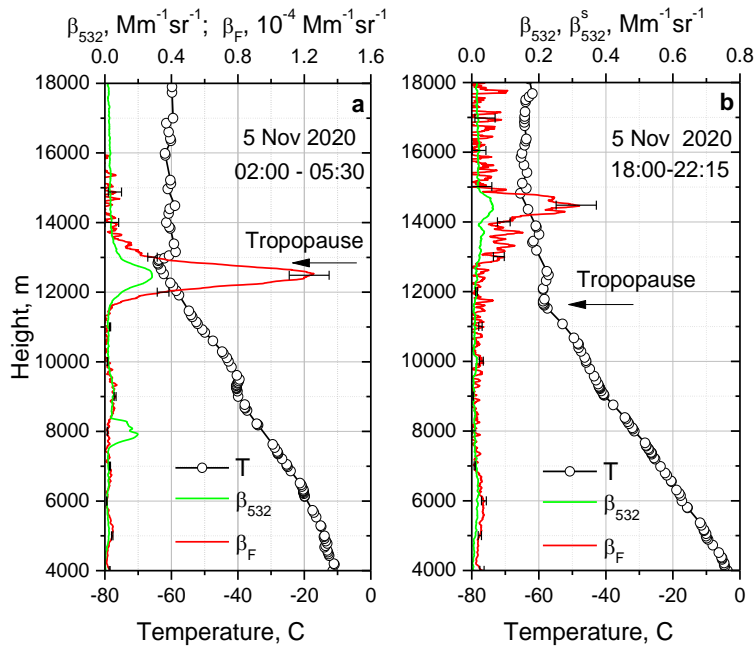 β532, Mm-1sr-1; βF, 10-4 Mm-1sr-1
0.0 0.4 0.8 1.2 1.6
β532, βs532, Mm-1sr-1
0.0 0.2 0.4 0.6 0.8
18000
16000
14000
12000
10000
8000
6000
4000
Height, m
a
5 Nov 2020
02:00 - 05:30
Tropopause
T
β532
βF
-80 -60 -40 -20 0
Temperature, C
b
5 Nov 2020
18:00-22:15
Tropopause
18000
16000
14000
12000
10000
8000
6000
4000
T
β532
βF
-80 -60 -40 -20 0
Temperature, C